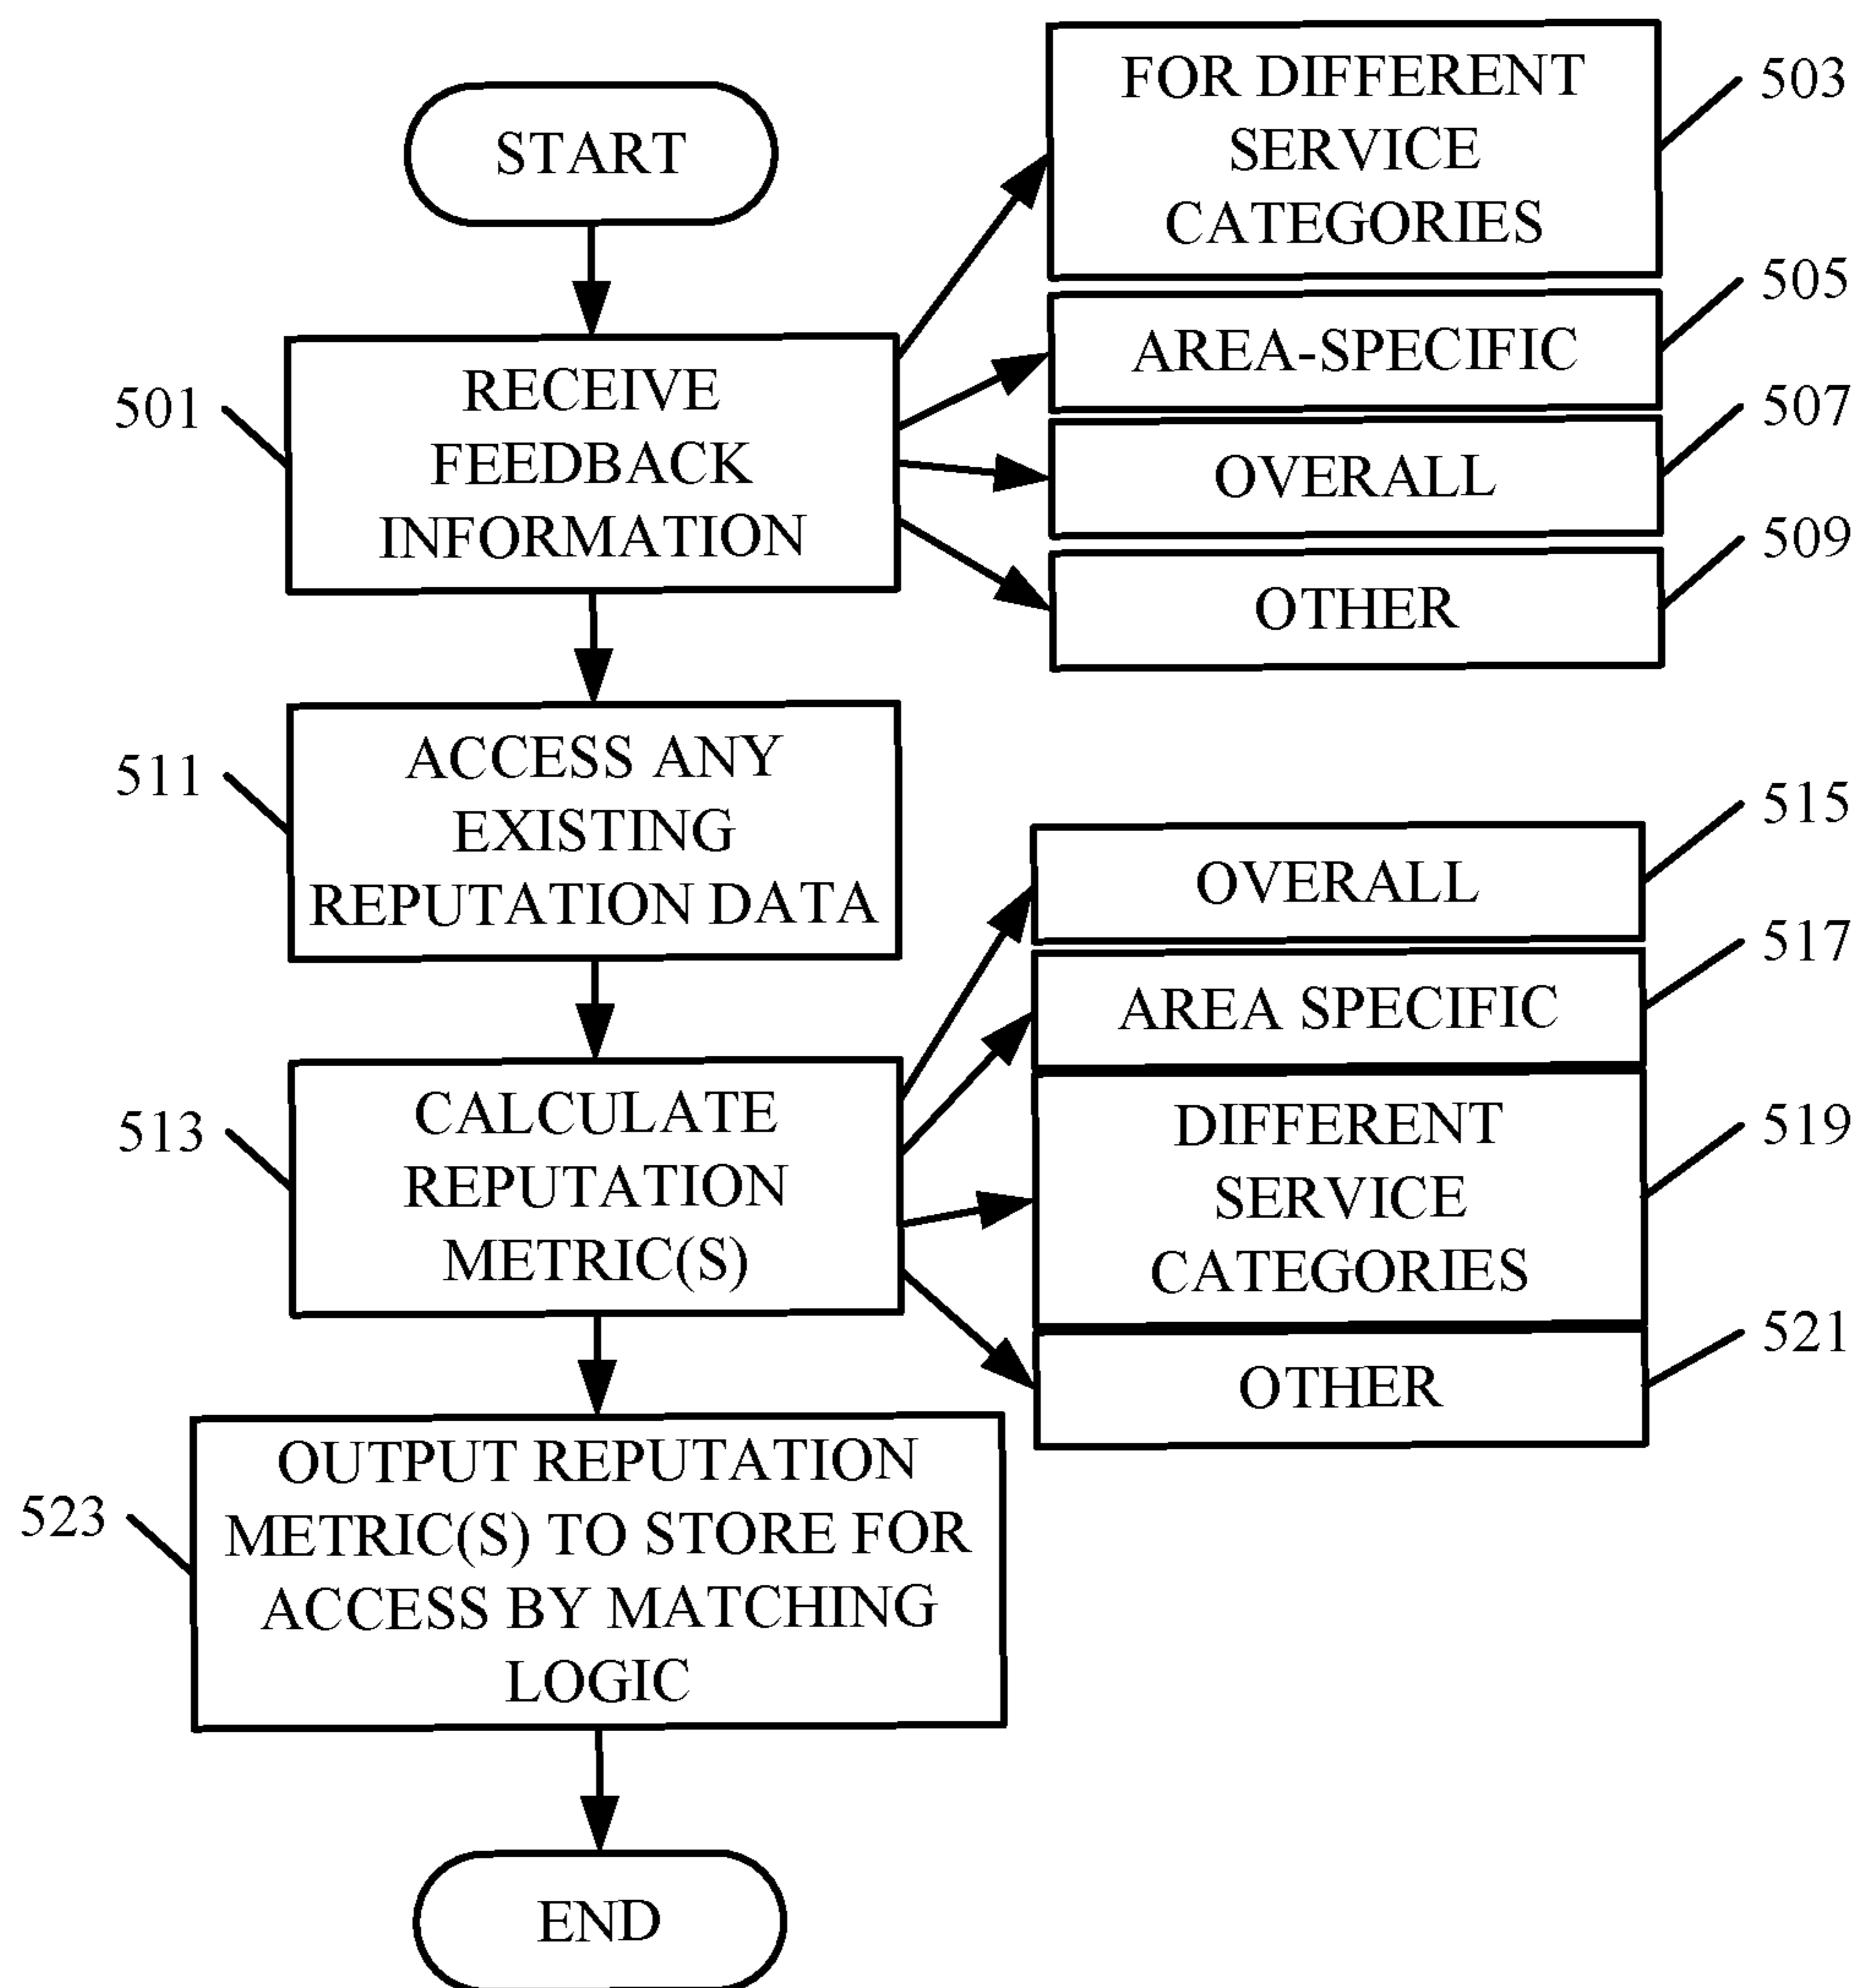 START
501
RECEIVE
FEEDBACK
INFORMATION
FOR DIFFERENT
SERVICE
CATEGORIES
503
AREA-SPECIFIC
505
OVERALL
507
OTHER
509
511
ACCESS ANY
EXISTING
REPUTATION DATA
513
CALCULATE
REPUTATION
METRIC(S)
OVERALL
515
AREA SPECIFIC
517
DIFFERENT
SERVICE
CATEGORIES
519
OTHER
521
523
OUTPUT REPUTATION
METRIC(S) TO STORE FOR
ACCESS BY MATCHING
LOGIC
END